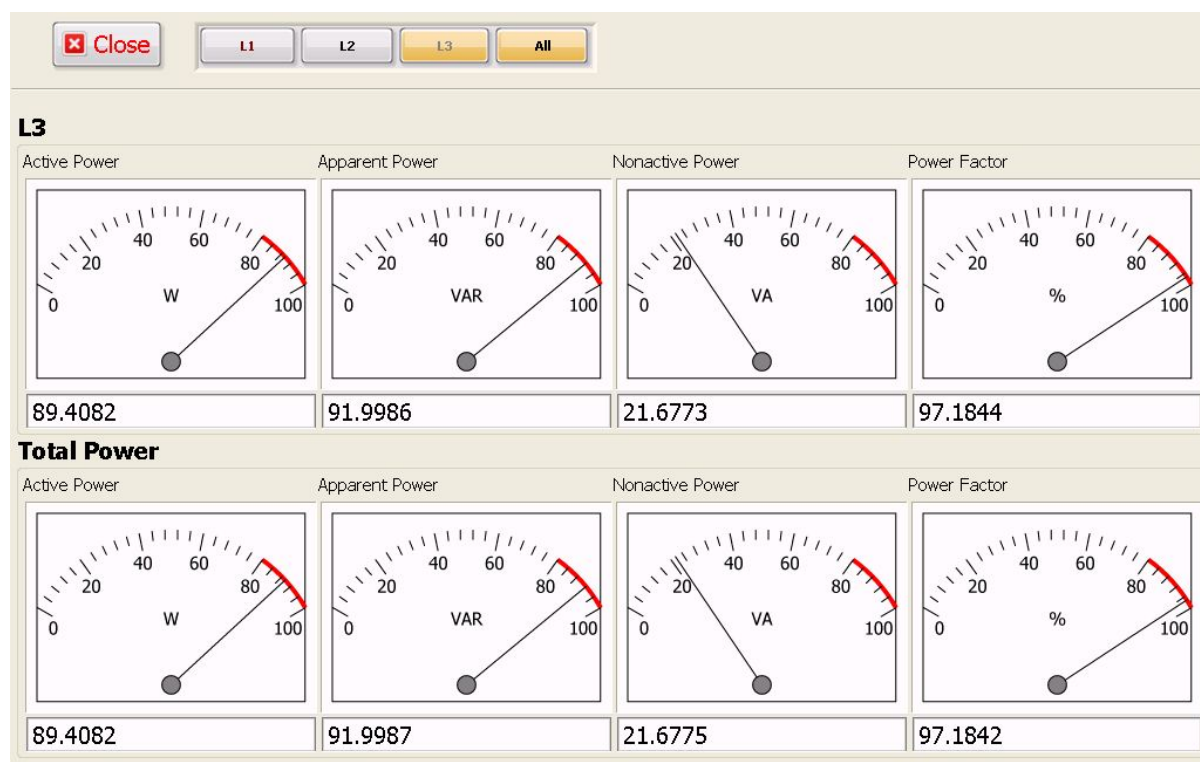 Close L1 L2 L3 All
L3
Active Power Apparent Power Nonactive Power Power Factor
0 20 40 60 80 100 W
0 20 40 60 80 100 VAR
0 20 40 60 80 100 VA
0 20 40 60 80 100 %
89.4082 91.9986 21.6773 97.1844
Total Power
Active Power Apparent Power Nonactive Power Power Factor
0 20 40 60 80 100 W
0 20 40 60 80 100 VAR
0 20 40 60 80 100 VA
0 20 40 60 80 100 %
89.4082 91.9987 21.6775 97.1842